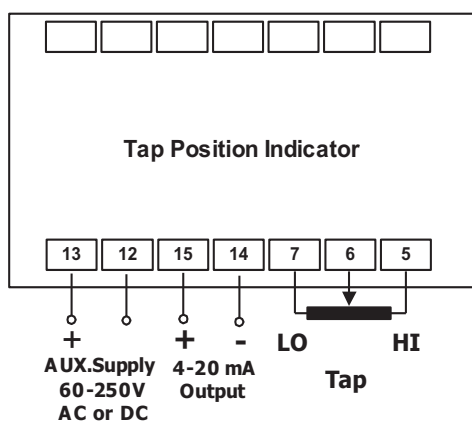 Tap Position Indicator
13 12 15 14 7 6 5
+ + - LO HI
AUX.Supply 4-20 mA
60-250V Output Tap
AC or DC